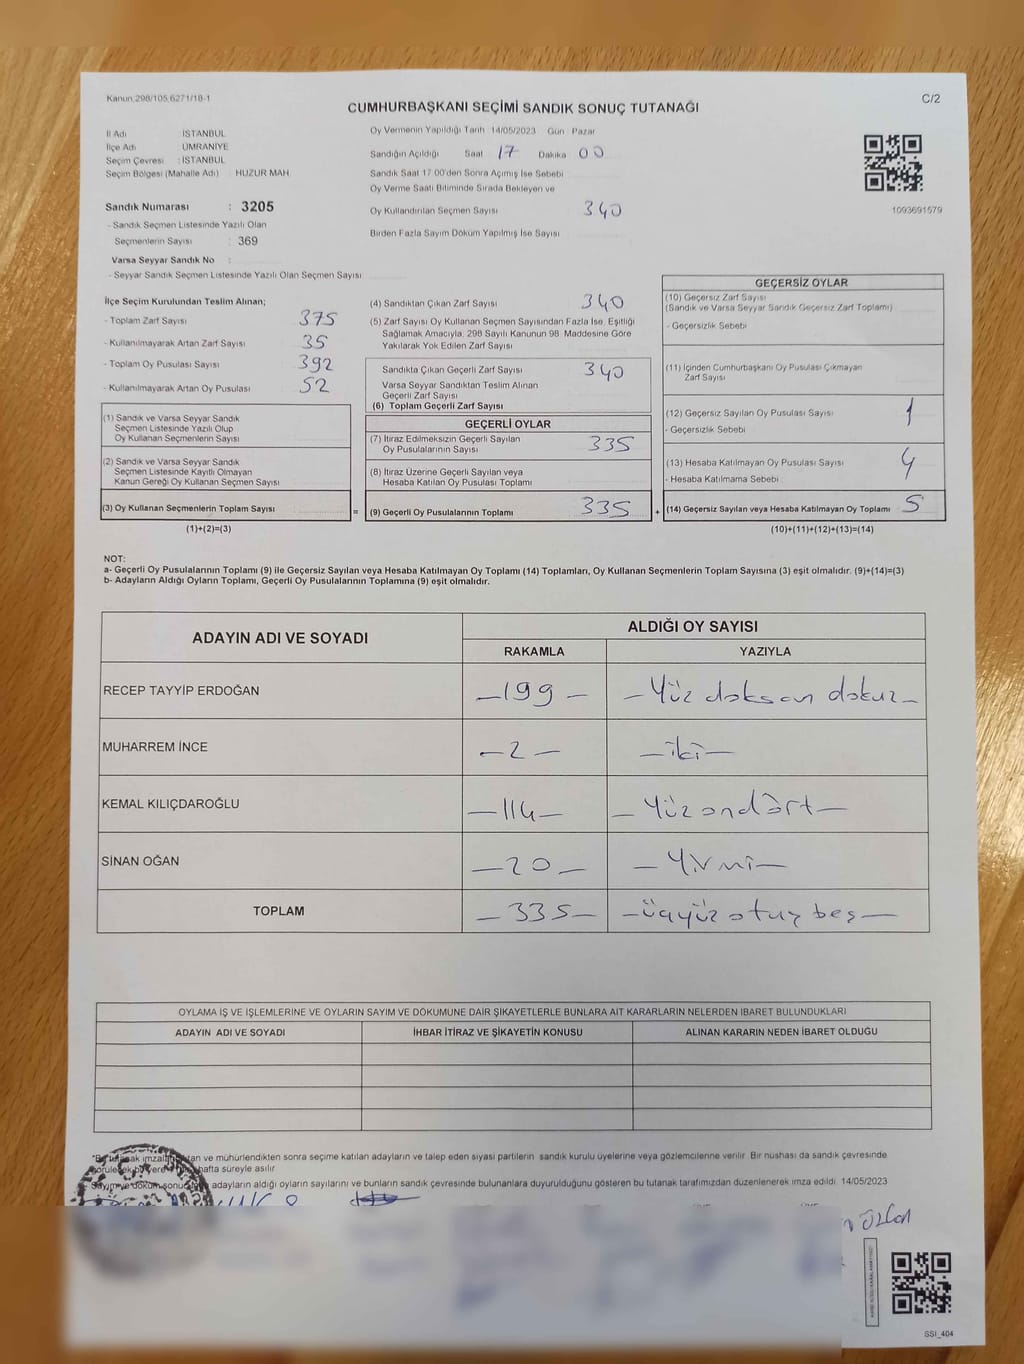 Kanun 298/105,6271/18-1
C/2
CUMHURBAŞKANI SEÇİMİ SANDIK SONUÇ TUTANAĞI
İl Adı : İSTANBUL
İlçe Adı : ÜMRANİYE
Seçim Çevresi : İSTANBUL
Seçim Bölgesi (Mahalle Adı) : HUZUR MAH.
Sandık Numarası : 3205
- Sandık Seçmen Listesinde Yazılı Olan
Seçmenlerin Sayısı : 369
Varsa Seyyar Sandık No :
- Seyyar Sandık Seçmen Listesinde Yazılı Olan Seçmen Sayısı
Oy Vermenin Yapıldığı Tarih 14/05/2023 Gün Pazar
Sandığın Açıldığı Saat 17 Dakika 00
Sandık Saat 17:00'den Sonra Açımış İse Sebebi
Oy Verme Saati Bitiminde Sırada Bekleyen ve
Oy Kullandırılan Seçmen Sayısı 340
Birden Fazla Sayım Döküm Yapılmış İse Sayısı
1093691579
İlçe Seçim Kurulundan Teslim Alınan;
- Toplam Zarf Sayısı 375
- Kullanılmayarak Artan Zarf Sayısı 35
- Toplam Oy Pusulası Sayısı 392
- Kullanılmayarak Artan Oy Pusulası 52
(1) Sandık ve Varsa Seyyar Sandık
Seçmen Listesinde Yazılı Olup
Oy Kullanan Seçmenlerin Sayısı
(2) Sandık ve Varsa Seyyar Sandık
Seçmen Listesinde Kayıtlı Olmayan
Kanun Gereği Oy Kullanan Seçmen Sayısı
(3) Oy Kullanan Seçmenlerin Toplam Sayısı
=
(1)+(2)=(3)
(4) Sandıktan Çıkan Zarf Sayısı 340
(5) Zarf Sayısı Oy Kullanan Seçmen Sayısından Fazla İse, Eşitliği
Sağlamak Amacıyla, 298 Sayılı Kanunun 98. Maddesine Göre
Yakılarak Yok Edilen Zarf Sayısı
Sandıkta Çıkan Geçerli Zarf Sayısı 340
Varsa Seyyar Sandıktan Teslim Alınan
Geçerli Zarf Sayısı
(6) Toplam Geçerli Zarf Sayısı
GEÇERLİ OYLAR
(7) İtiraz Edilmeksizin Geçerli Sayılan
Oy Pusulalarının Sayısı 335
(8) İtiraz Üzerine Geçerli Sayılan veya
Hesaba Katılan Oy Pusulası Toplamı
(9) Geçerli Oy Pusulalarının Toplamı 335
+
GEÇERSİZ OYLAR
(10) Geçersiz Zarf Sayısı
(Sandık ve Varsa Seyyar Sandık Geçersiz Zarf Toplamı)
- Geçersizlik Sebebi
(11) İçinden Cumhurbaşkanı Oy Pusulası Çıkmayan
Zarf Sayısı
(12) Geçersiz Sayılan Oy Pusulası Sayısı 1
- Geçersizlik Sebebi
(13) Hesaba Katılmayan Oy Pusulası Sayısı 4
- Hesaba Katılmama Sebebi
(14) Geçersiz Sayılan veya Hesaba Katılmayan Oy Toplamı 5
(10)+(11)+(12)+(13)=(14)
NOT:
a- Geçerli Oy Pusulalarının Toplamı (9) ile Geçersiz Sayılan veya Hesaba Katılmayan Oy Toplamı (14) Toplamları, Oy Kullanan Seçmenlerin Toplam Sayısına (3) eşit olmalıdır. (9)+(14)=(3)
b- Adayların Aldığı Oyların Toplamı, Geçerli Oy Pusulalarının Toplamına (9) eşit olmalıdır.
ADAYIN ADI VE SOYADI
ALDIĞI OY SAYISI
RAKAMLA YAZIYLA
RECEP TAYYİP ERDOĞAN -199- -Yüz doksan dokuz-
MUHARREM İNCE -2- -iki-
KEMAL KILIÇDAROĞLU -114- -Yüz ondört-
SİNAN OĞAN -20- -Yirmi-
TOPLAM -335- -üçyüz otuz beş-
OYLAMA İŞ VE İŞLEMLERİNE VE OYLARIN SAYIM VE DÖKÜMÜNE DAİR ŞİKAYETLERLE BUNLARA AİT KARARLARIN NELERDEN İBARET BULUNDUKLARI
ADAYIN ADI VE SOYADI İHBAR İTİRAZ VE ŞİKAYETİN KONUSU ALINAN KARARIN NEDEN İBARET OLDUĞU
ve mühürlendikten sonra seçime katılan adayların ve talep eden siyasi partilerin sandık kurulu üyelerine veya gözlemcilerine verilir. Bir nüshası da sandık çevresinde
hafta süreyle asılır
adayların aldığı oyların sayılarını ve bunların sandık çevresinde bulunanlara duyurulduğunu gösteren bu tutanak tarafımızdan düzenlenerek imza edildi. 14/05/2023
SSI_404